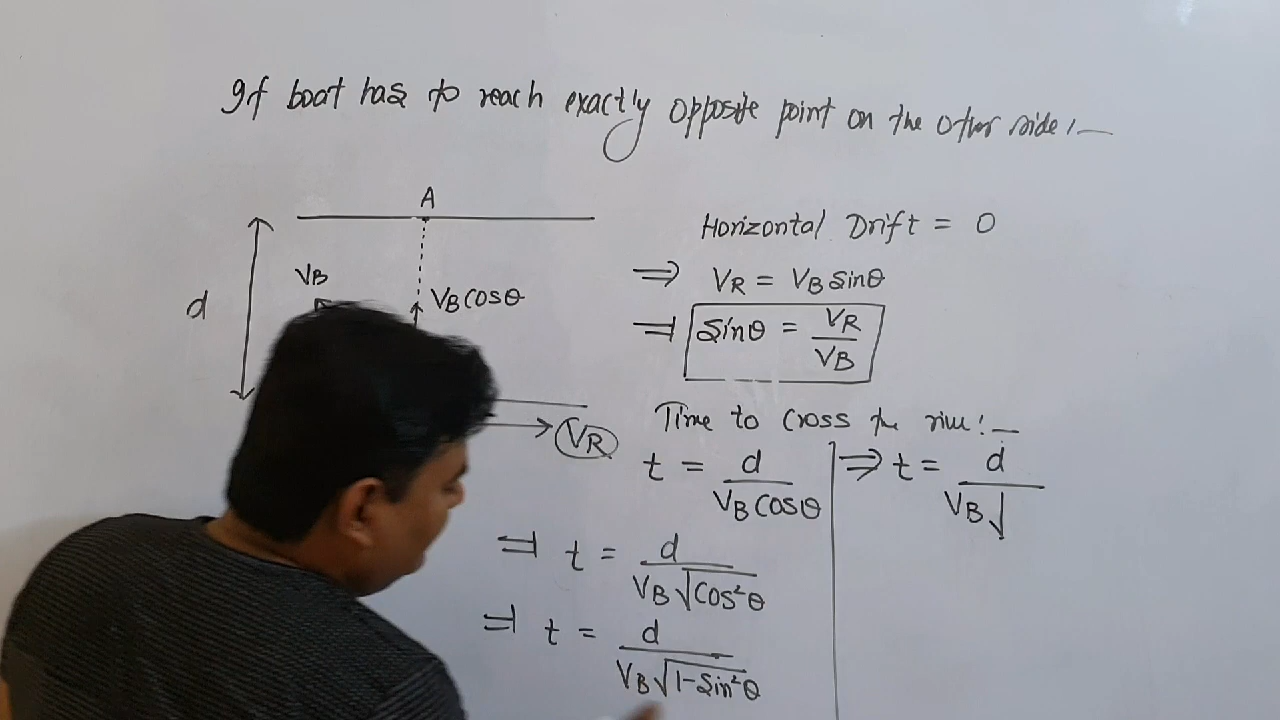 If boat has to reach exactly opposite point on the other side:—
A
Horizontal Drift = 0
VB
d
VB cosθ
⇒ VR = VB sinθ
⇒ sinθ = VR/VB
VR
Time to cross the river:—
t = d/(VB cosθ)
⇒ t = d/(VB√
⇒ t = d/(VB√cos²θ)
⇒ t = d/(VB√1-sin²θ)